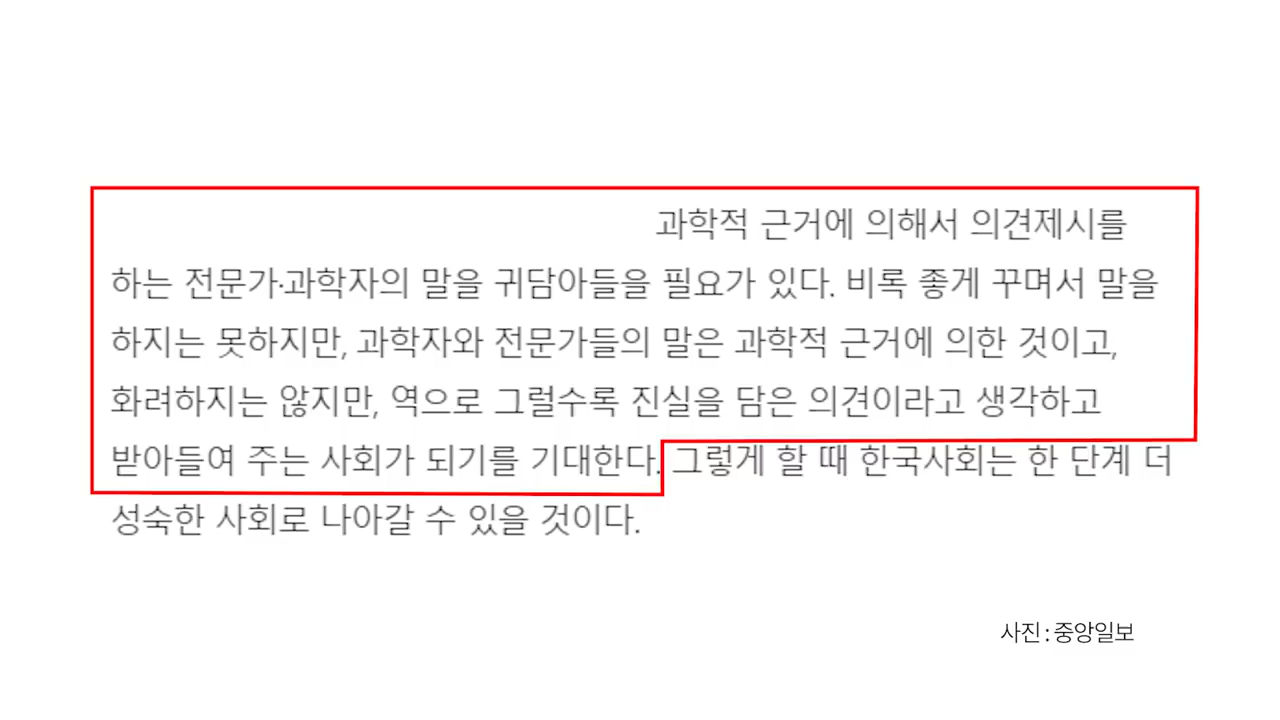 과학적 근거에 의해서 의견제시를
하는 전문가·과학자의 말을 귀담아들을 필요가 있다. 비록 좋게 꾸며서 말을
하지는 못하지만, 과학자와 전문가들의 말은 과학적 근거에 의한 것이고,
화려하지는 않지만, 역으로 그럴수록 진실을 담은 의견이라고 생각하고
받아들여 주는 사회가 되기를 기대한다. 그렇게 할 때 한국사회는 한 단계 더
성숙한 사회로 나아갈 수 있을 것이다.
사진 : 중앙일보